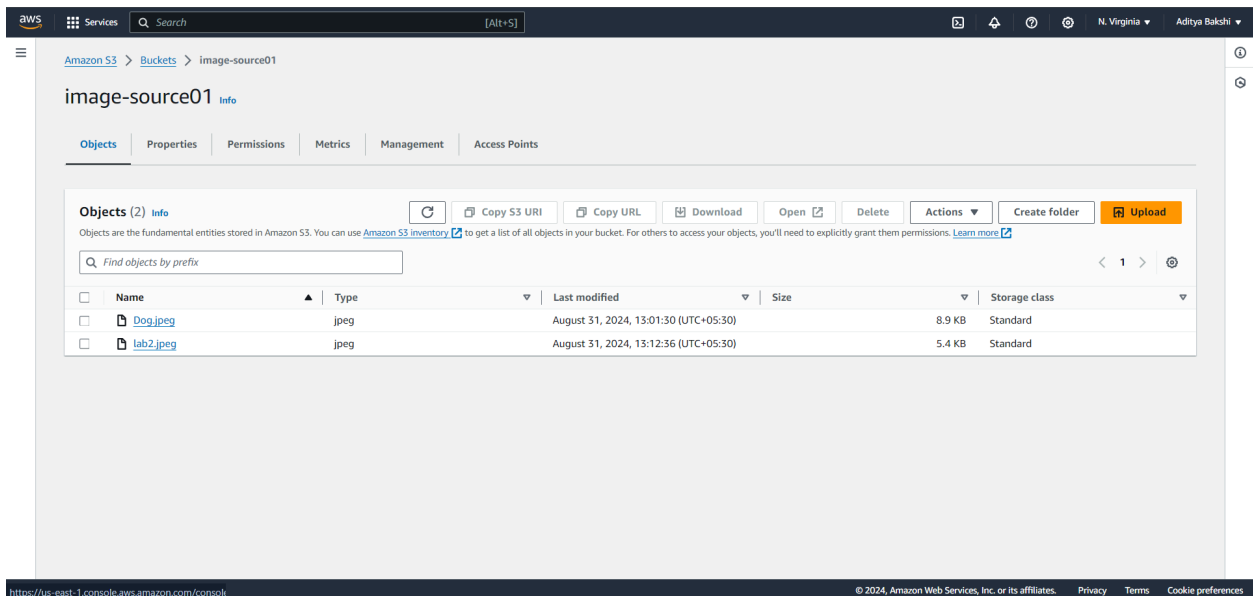 aws Services Search [Alt+S] N. Virginia Aditya Bakshi
Amazon S3 > Buckets > image-source01
image-source01 Info
Objects Properties Permissions Metrics Management Access Points
Objects (2) Info Copy S3 URI Copy URL Download Open Delete Actions Create folder Upload
Objects are the fundamental entities stored in Amazon S3. You can use Amazon S3 inventory to get a list of all objects in your bucket. For others to access your objects, you'll need to explicitly grant them permissions. Learn more
Find objects by prefix < 1 >
Name Type Last modified Size Storage class
Dog.jpeg jpeg August 31, 2024, 13:01:30 (UTC+05:30) 8.9 KB Standard
lab2.jpeg jpeg August 31, 2024, 13:12:36 (UTC+05:30) 5.4 KB Standard
https://us-east-1.console.aws.amazon.com/console © 2024, Amazon Web Services, Inc. or its affiliates. Privacy Terms Cookie preferences